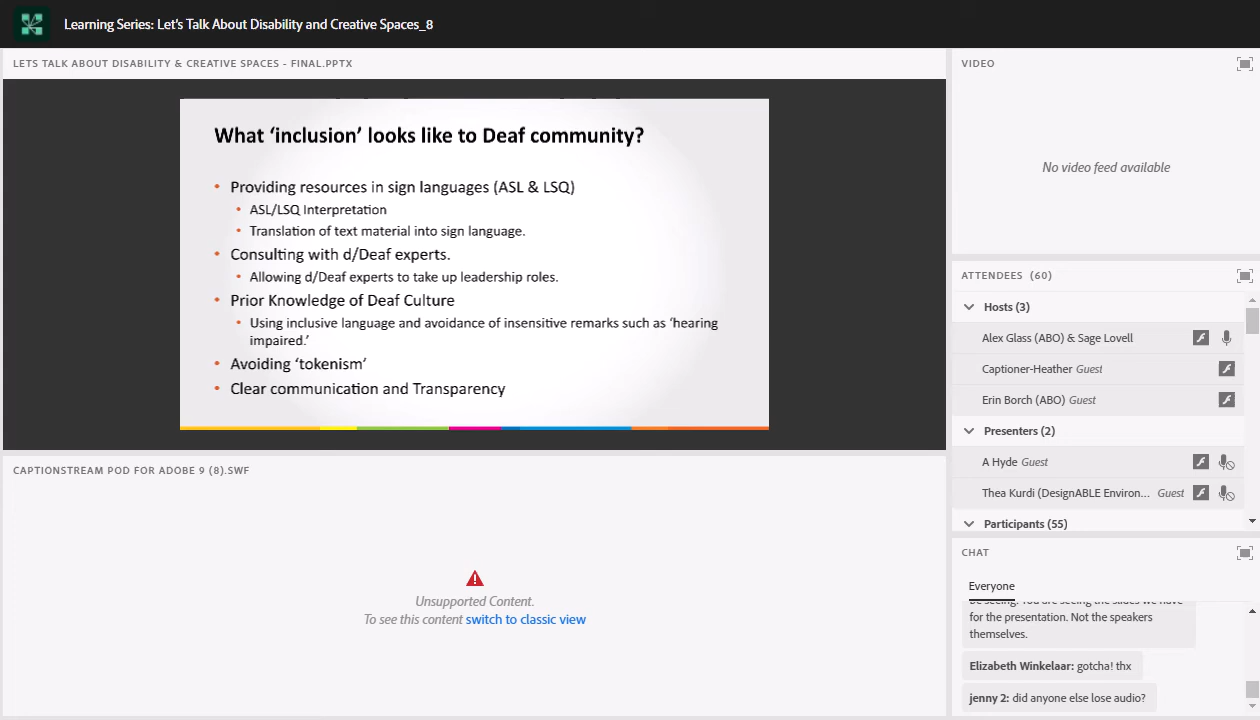 Learning Series: Let's Talk About Disability and Creative Spaces_8
LETS TALK ABOUT DISABILITY & CREATIVE SPACES - FINAL.PPTX
What ‘inclusion’ looks like to Deaf community?
• Providing resources in sign languages (ASL & LSQ)
• ASL/LSQ Interpretation
• Translation of text material into sign language.
• Consulting with d/Deaf experts.
• Allowing d/Deaf experts to take up leadership roles.
• Prior Knowledge of Deaf Culture
• Using inclusive language and avoidance of insensitive remarks such as ‘hearing
impaired.’
• Avoiding ‘tokenism’
• Clear communication and Transparency
CAPTIONSTREAM POD FOR ADOBE 9 (8).SWF
Unsupported Content.
To see this content switch to classic view
VIDEO
No video feed available
ATTENDEES (60)
Hosts (3)
Alex Glass (ABO) & Sage Lovell
Captioner-Heather Guest
Erin Borch (ABO) Guest
Presenters (2)
A Hyde Guest
Thea Kurdi (DesignABLE Environ... Guest
Participants (55)
CHAT
Everyone
be seeing. You are seeing the slides we have
for the presentation. Not the speakers
themselves.
Elizabeth Winkelaar: gotcha! thx
jenny 2: did anyone else lose audio?